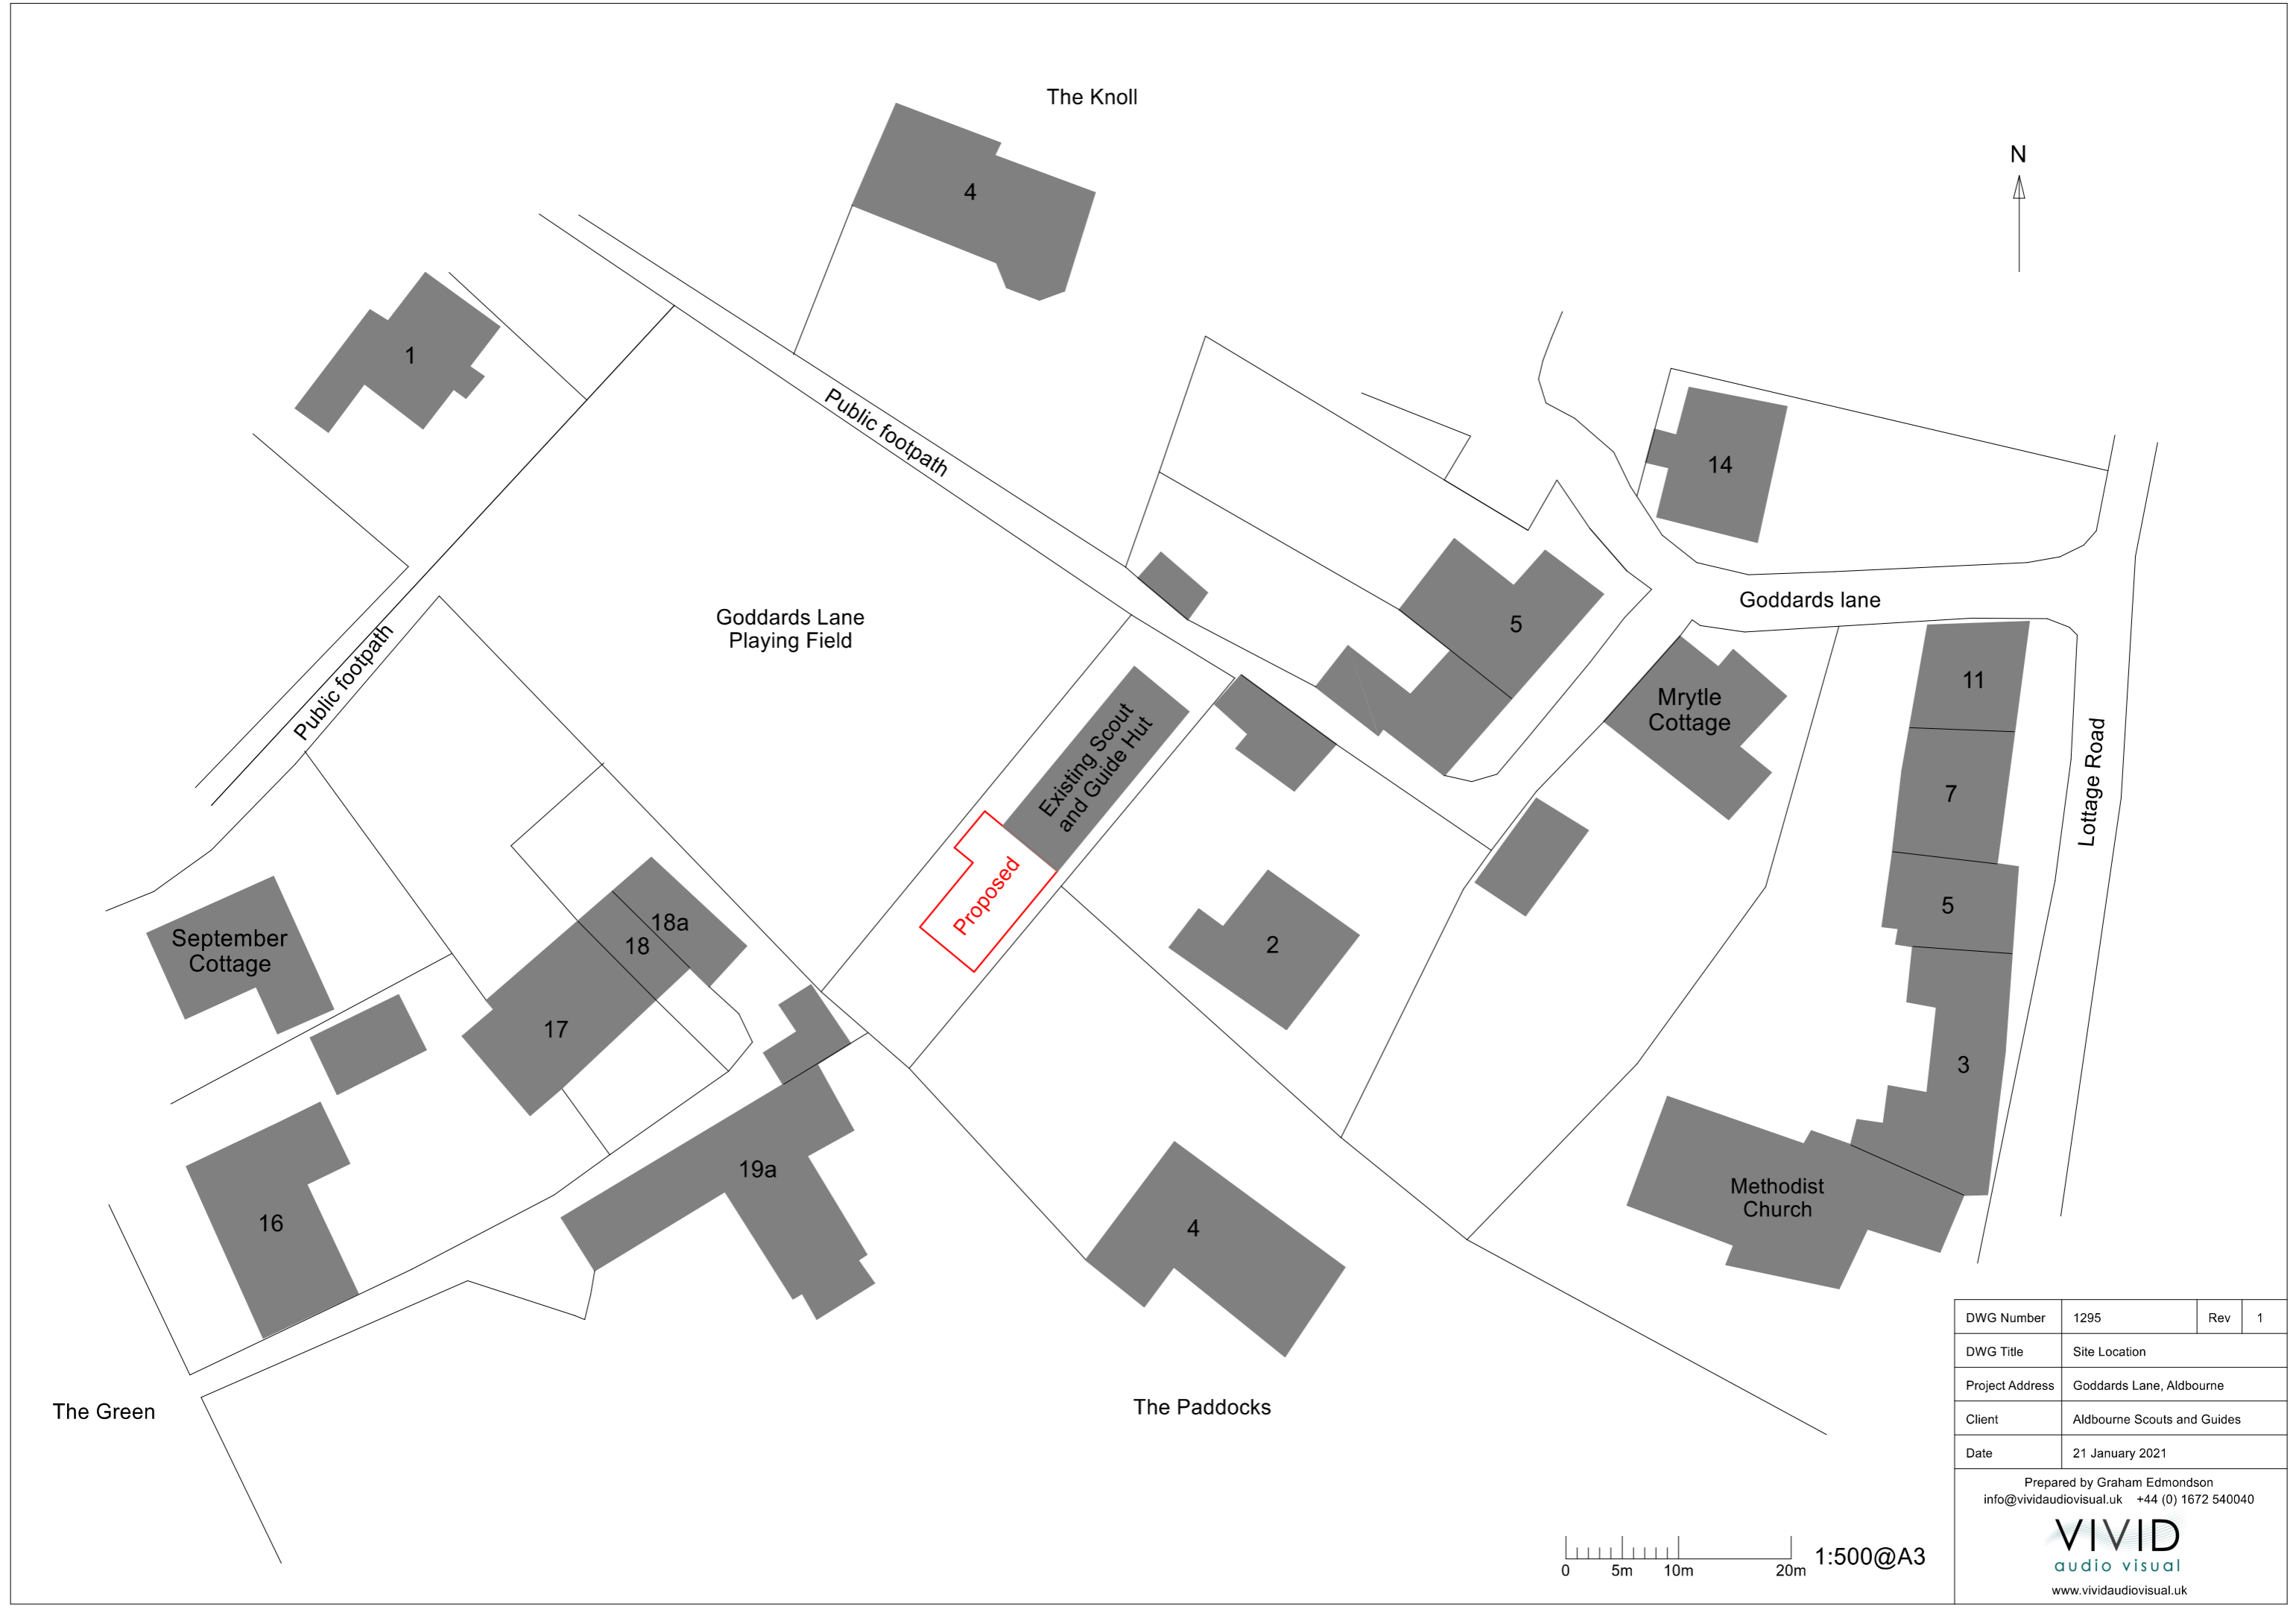 The Knoll
N
4
1
Public footpath
14
Goddards lane
5
Goddards Lane
Playing Field
Public footpath
Mrytle
Cottage
11
Existing Scout
and Guide Hut
Lottage Road
7
Proposed
5
18a
18
2
September
Cottage
17
3
19a
4
Methodist
Church
16
The Green
The Paddocks
DWG Number 1295 Rev 1
DWG Title Site Location
Project Address Goddards Lane, Aldbourne
Client Aldbourne Scouts and Guides
Date 21 January 2021
Prepared by Graham Edmondson
info@vividaudiovisual.uk +44 (0) 1672 540040
VIVID
audio visual
www.vividaudiovisual.uk
0 5m 10m 20m
1:500@A3